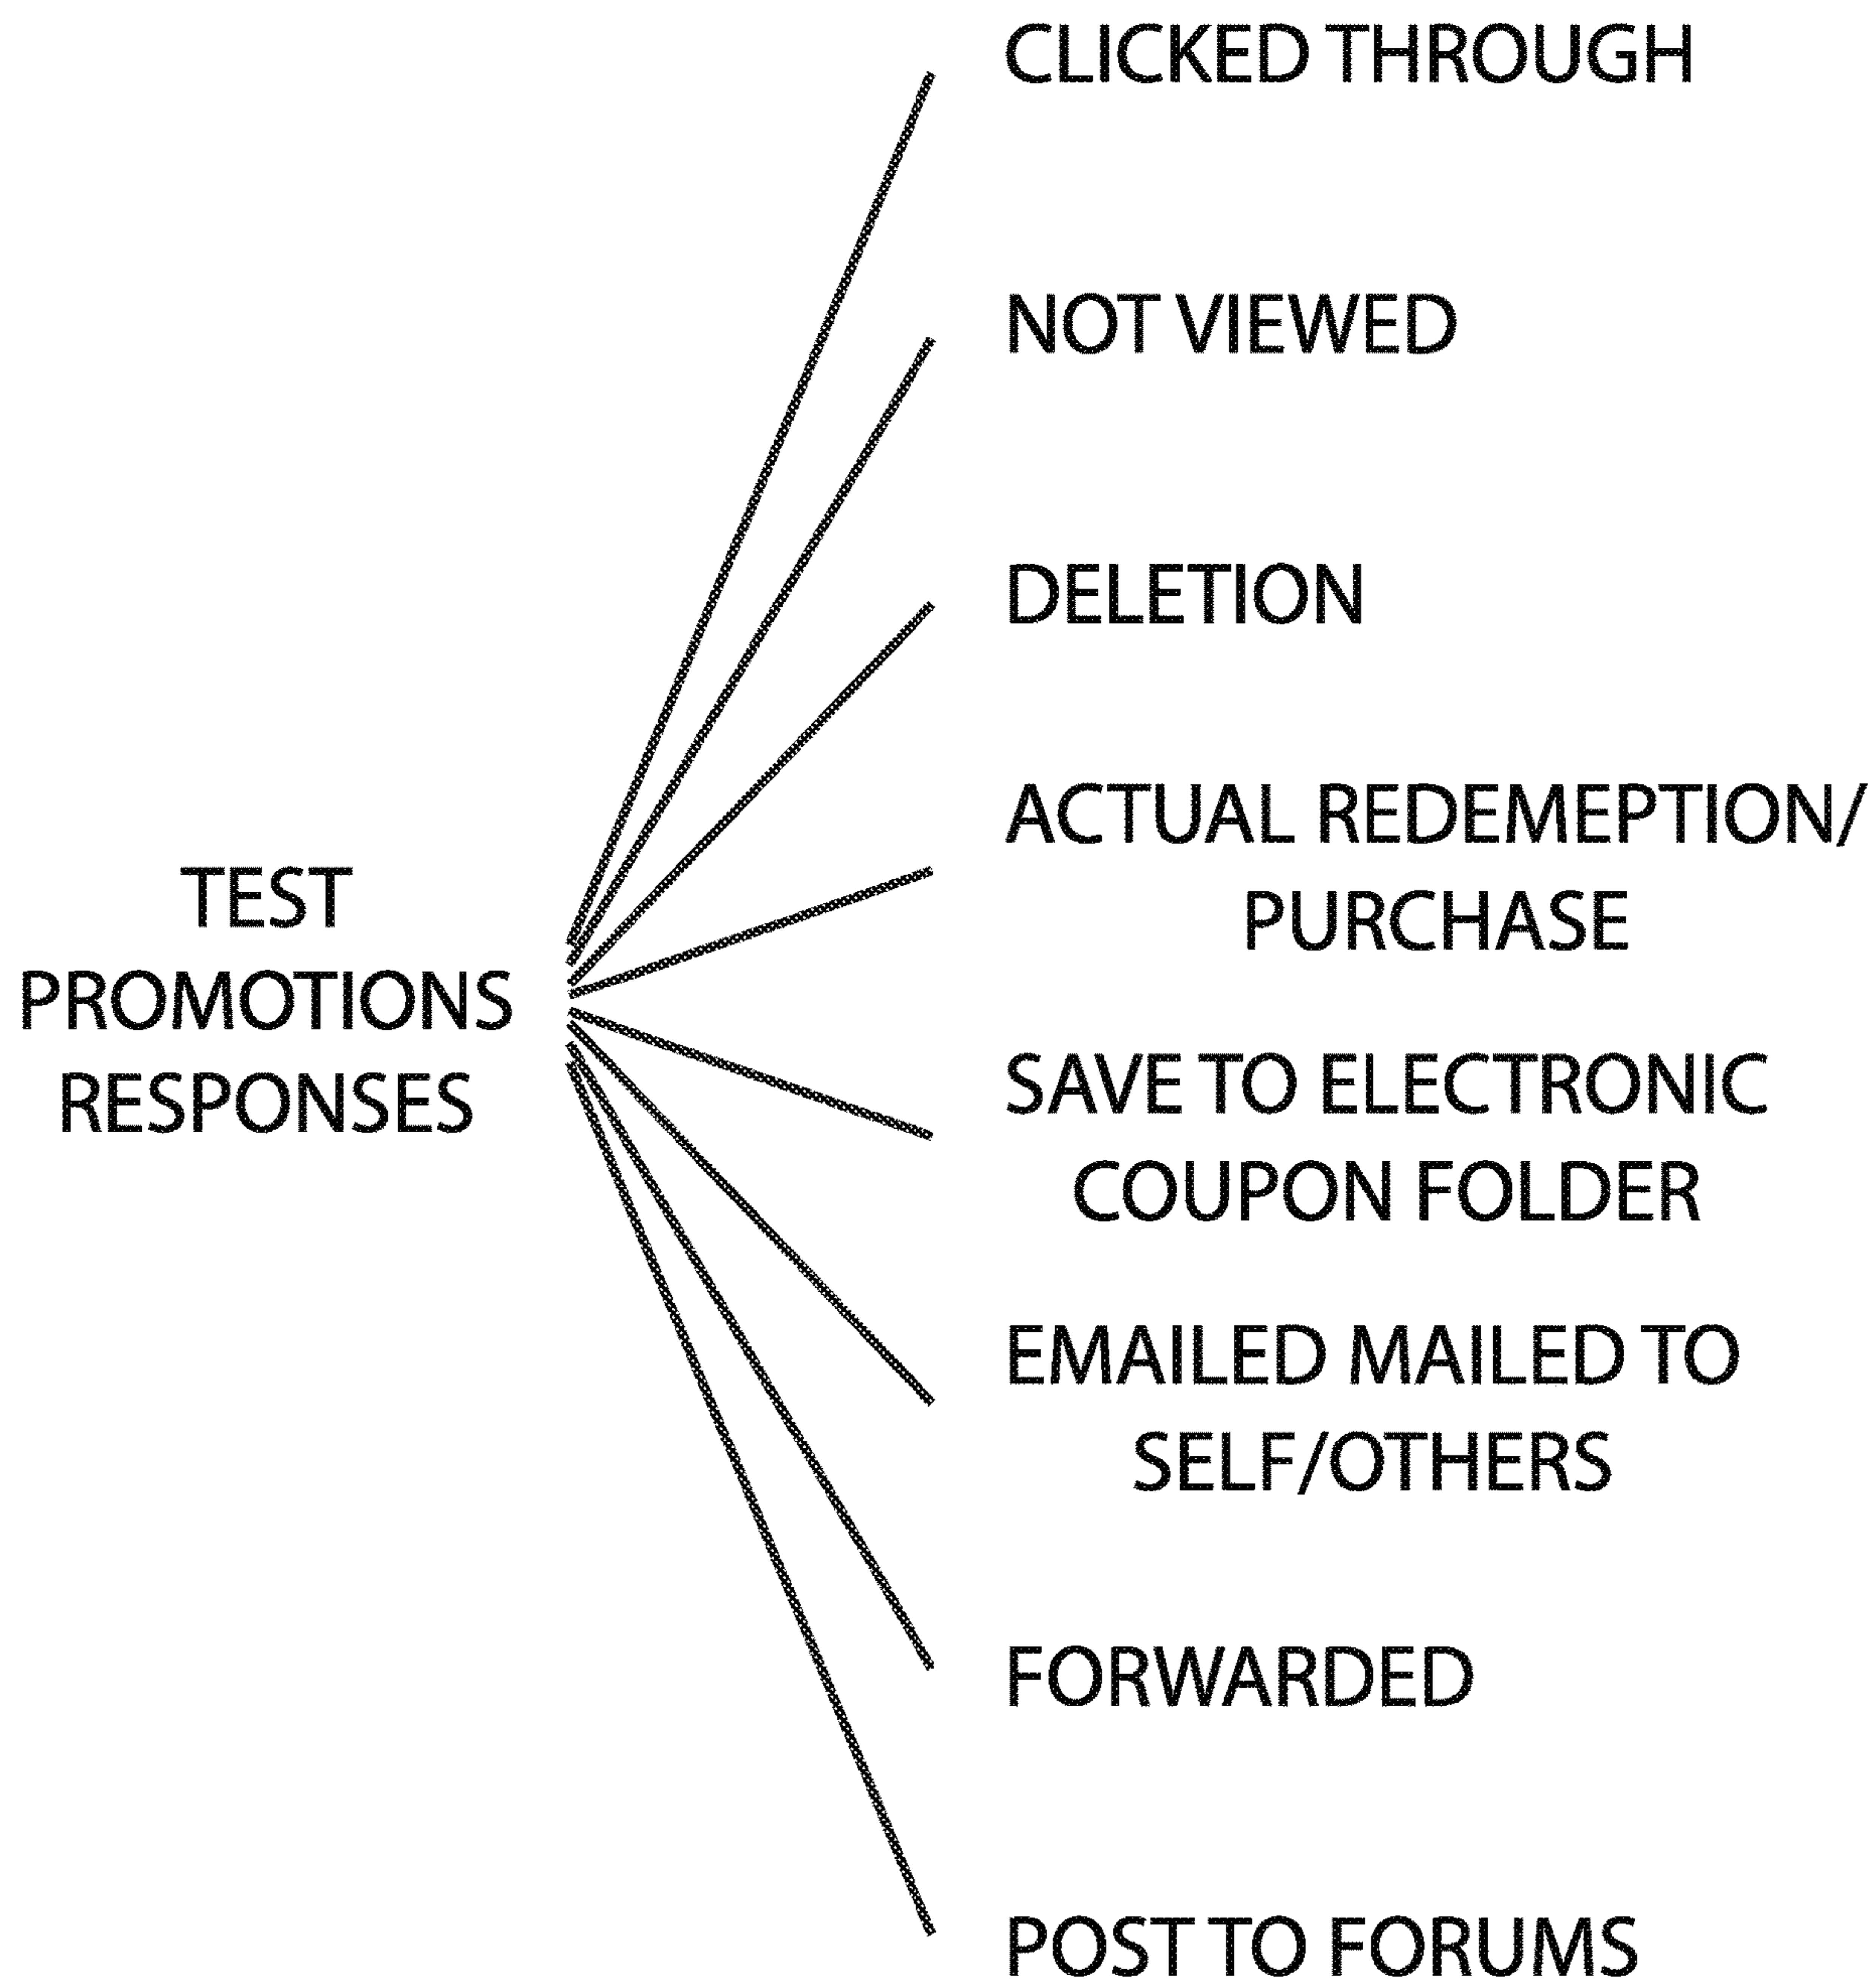 CLICKED THROUGH
NOT VIEWED
DELETION
ACTUAL REDEMEPTION/
PURCHASE
TEST
PROMOTIONS
RESPONSES
SAVE TO ELECTRONIC
COUPON FOLDER
EMAILED MAILED TO
SELF/OTHERS
FORWARDED
POST TO FORUMS